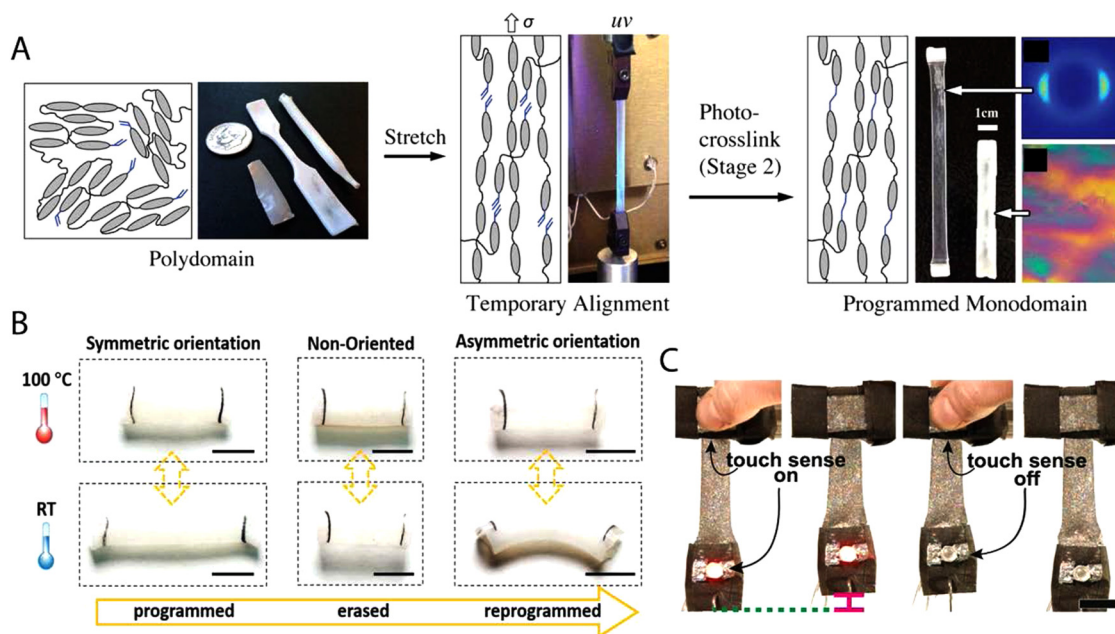 A
σ
uv
Stretch
Photo-
crosslink
(Stage 2)
1cm
Polydomain
Temporary Alignment
Programmed Monodomain
B
Symmetric orientation
Non-Oriented
Asymmetric orientation
100 °C
RT
programmed
erased
reprogrammed
C
touch sense
on
touch sense
off